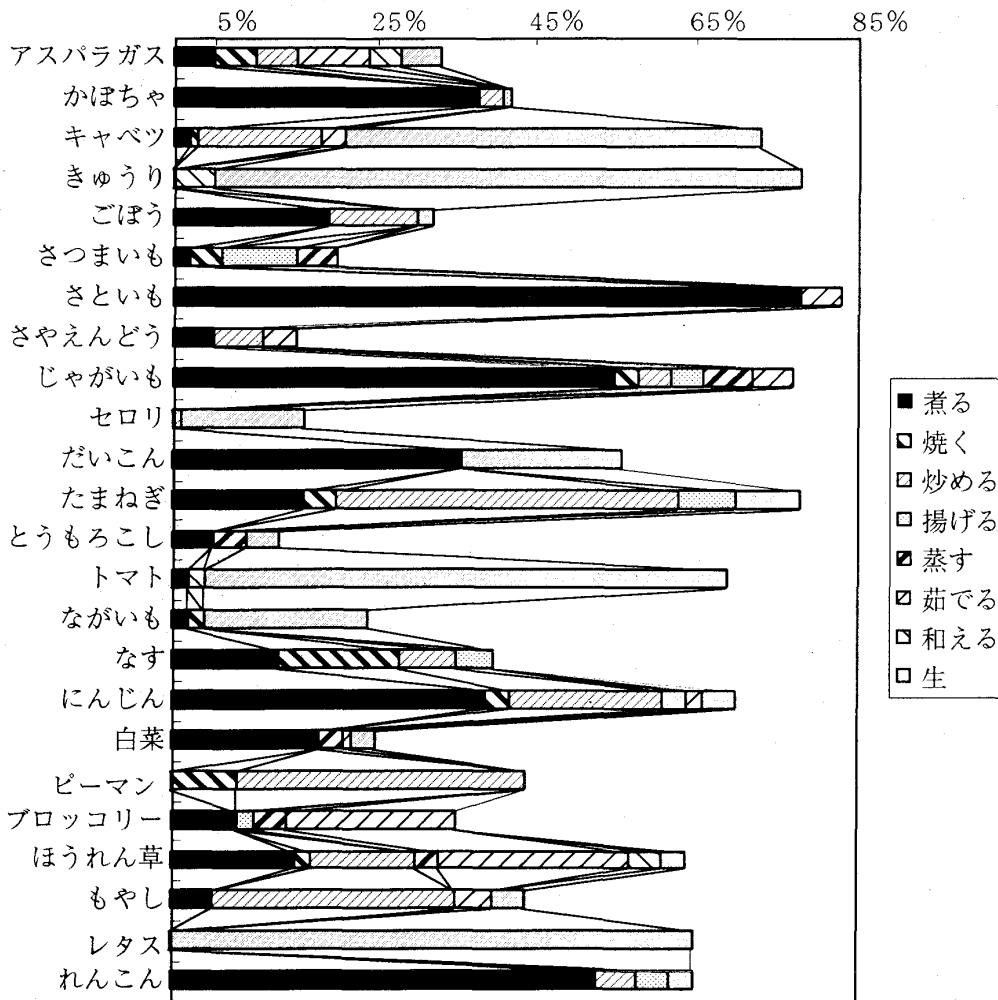 5% 25% 45% 65% 85%
アスパラガス
かぼちゃ
キャベツ
きゅうり
ごぼう
さつまいも
さといも
さやえんどう
じゃがいも
セロリ
だいこん
たまねぎ
とうもろこし
トマト
ながいも
なす
にんじん
白菜
ピーマン
ブロッコリー
ほうれん草
もやし
レタス
れんこん
煮る
焼く
炒める
揚げる
蒸す
茹でる
和える
生